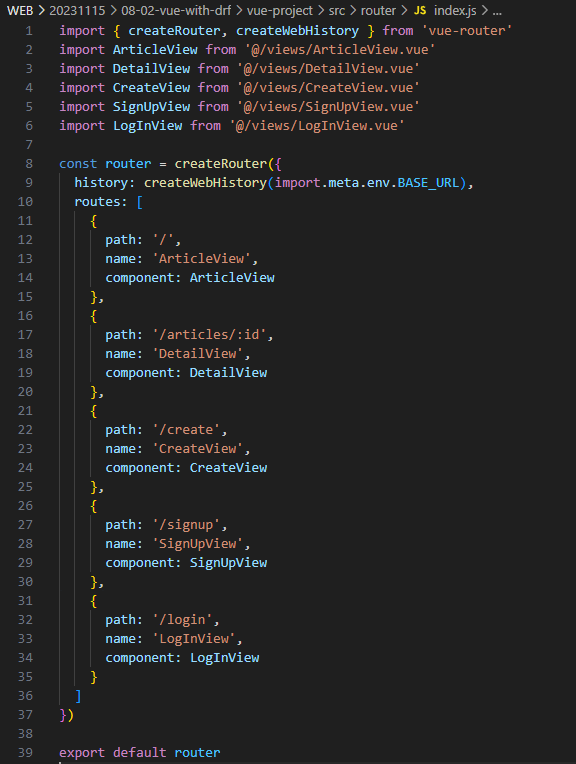 WEB > 20231115 > 08-02-vue-with-drf > vue-project > src > router > JS index.js > ...
1 import { createRouter, createWebHistory } from 'vue-router'
2 import ArticleView from '@/views/ArticleView.vue'
3 import DetailView from '@/views/DetailView.vue'
4 import CreateView from '@/views/CreateView.vue'
5 import SignUpView from '@/views/SignUpView.vue'
6 import LogInView from '@/views/LogInView.vue'
7
8 const router = createRouter({
9   history: createWebHistory(import.meta.env.BASE_URL),
10   routes: [
11     {
12       path: '/',
13       name: 'ArticleView',
14       component: ArticleView
15     },
16     {
17       path: '/articles/:id',
18       name: 'DetailView',
19       component: DetailView
20     },
21     {
22       path: '/create',
23       name: 'CreateView',
24       component: CreateView
25     },
26     {
27       path: '/signup',
28       name: 'SignUpView',
29       component: SignUpView
30     },
31     {
32       path: '/login',
33       name: 'LogInView',
34       component: LogInView
35     }
36   ]
37 })
38
39 export default router